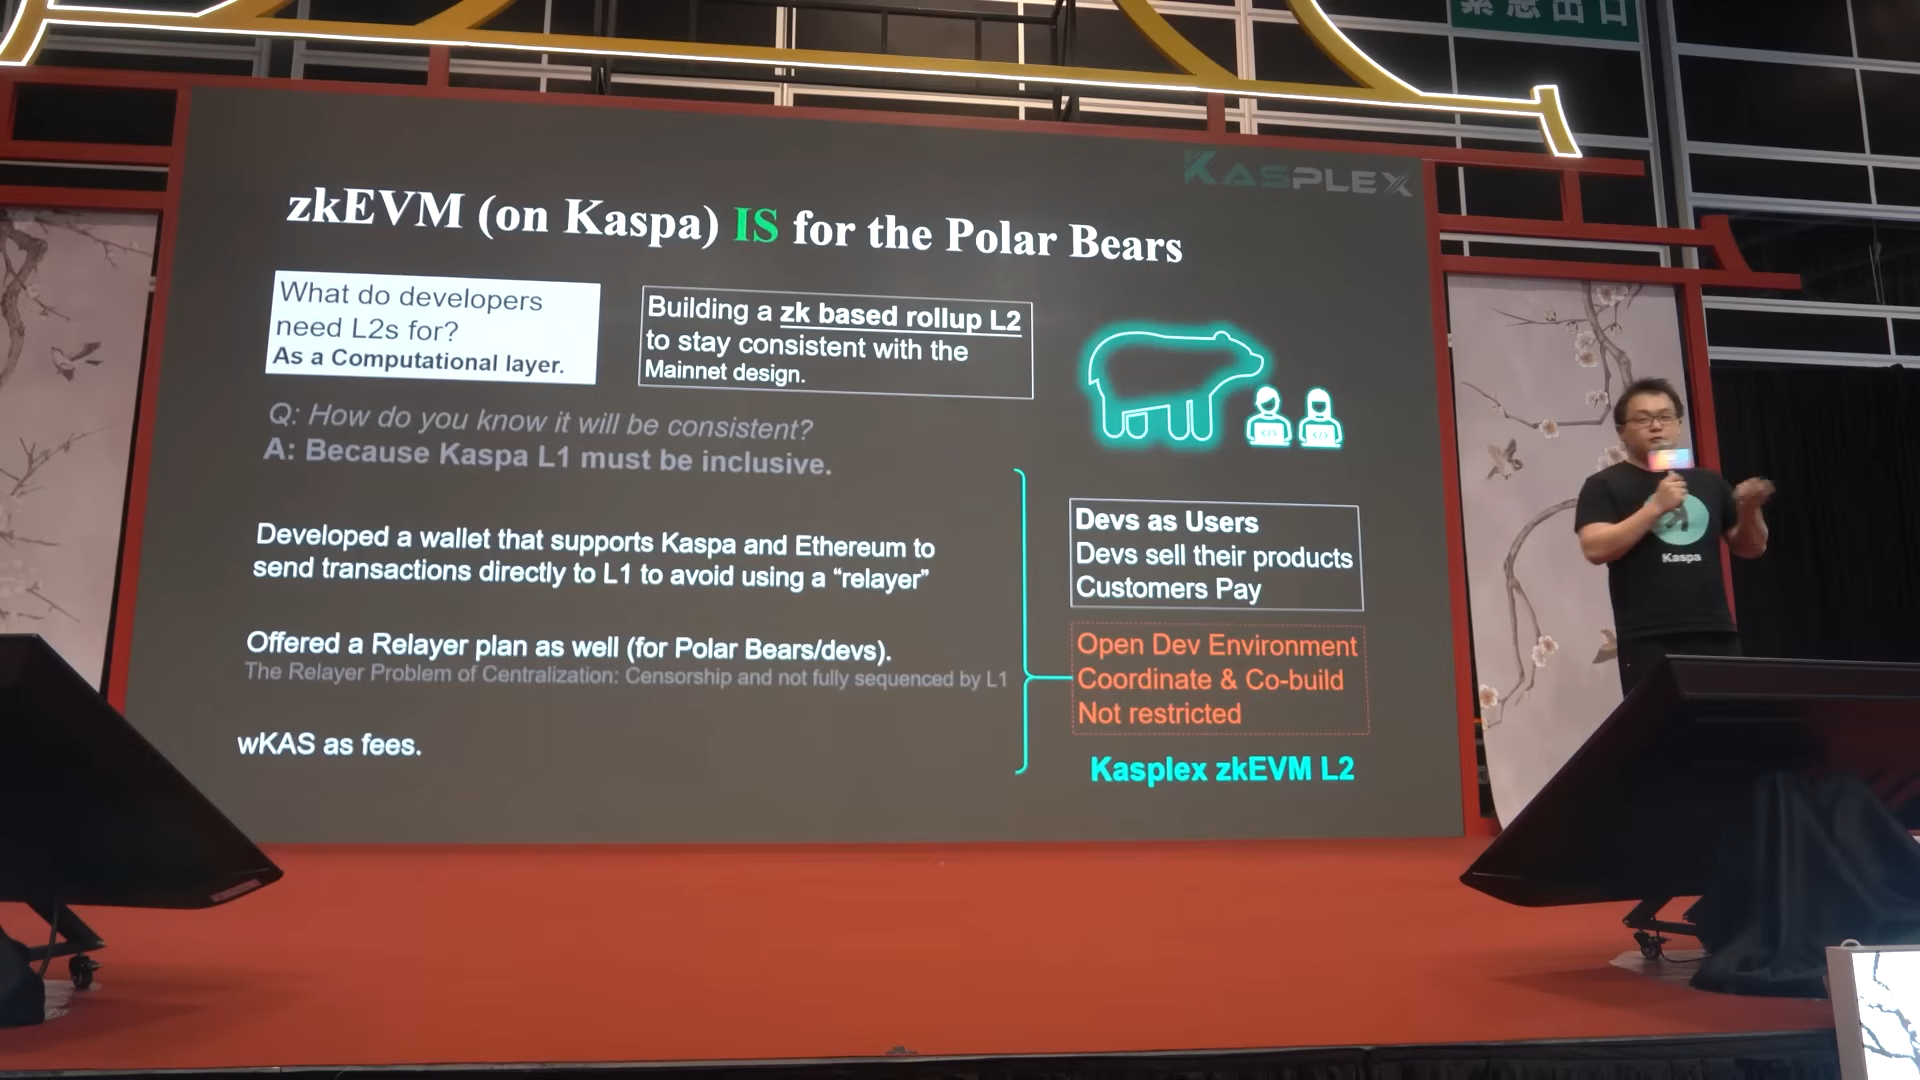 緊急出口
KASPLEX
zkEVM (on Kaspa) IS for the Polar Bears
What do developers
need L2s for?
As a Computational layer.
Building a zk based rollup L2
to stay consistent with the
Mainnet design.
Q: How do you know it will be consistent?
A: Because Kaspa L1 must be inclusive.
Developed a wallet that supports Kaspa and Ethereum to
send transactions directly to L1 to avoid using a “relayer”
Offered a Relayer plan as well (for Polar Bears/devs).
The Relayer Problem of Centralization: Censorship and not fully sequenced by L1
wKAS as fees.
Devs as Users
Devs sell their products
Customers Pay
Open Dev Environment
Coordinate & Co-build
Not restricted
Kasplex zkEVM L2
Kaspa